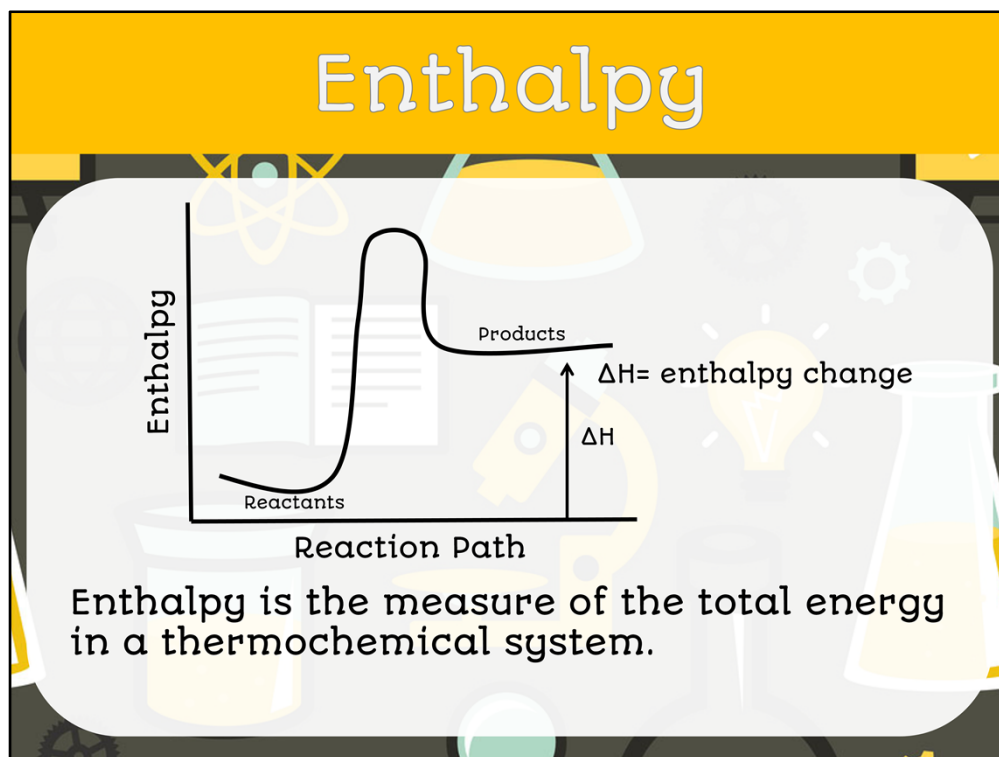 Enthalpy
Enthalpy
Products
ΔH= enthalpy change
ΔH
Reactants
Reaction Path
Enthalpy is the measure of the total energy
in a thermochemical system.